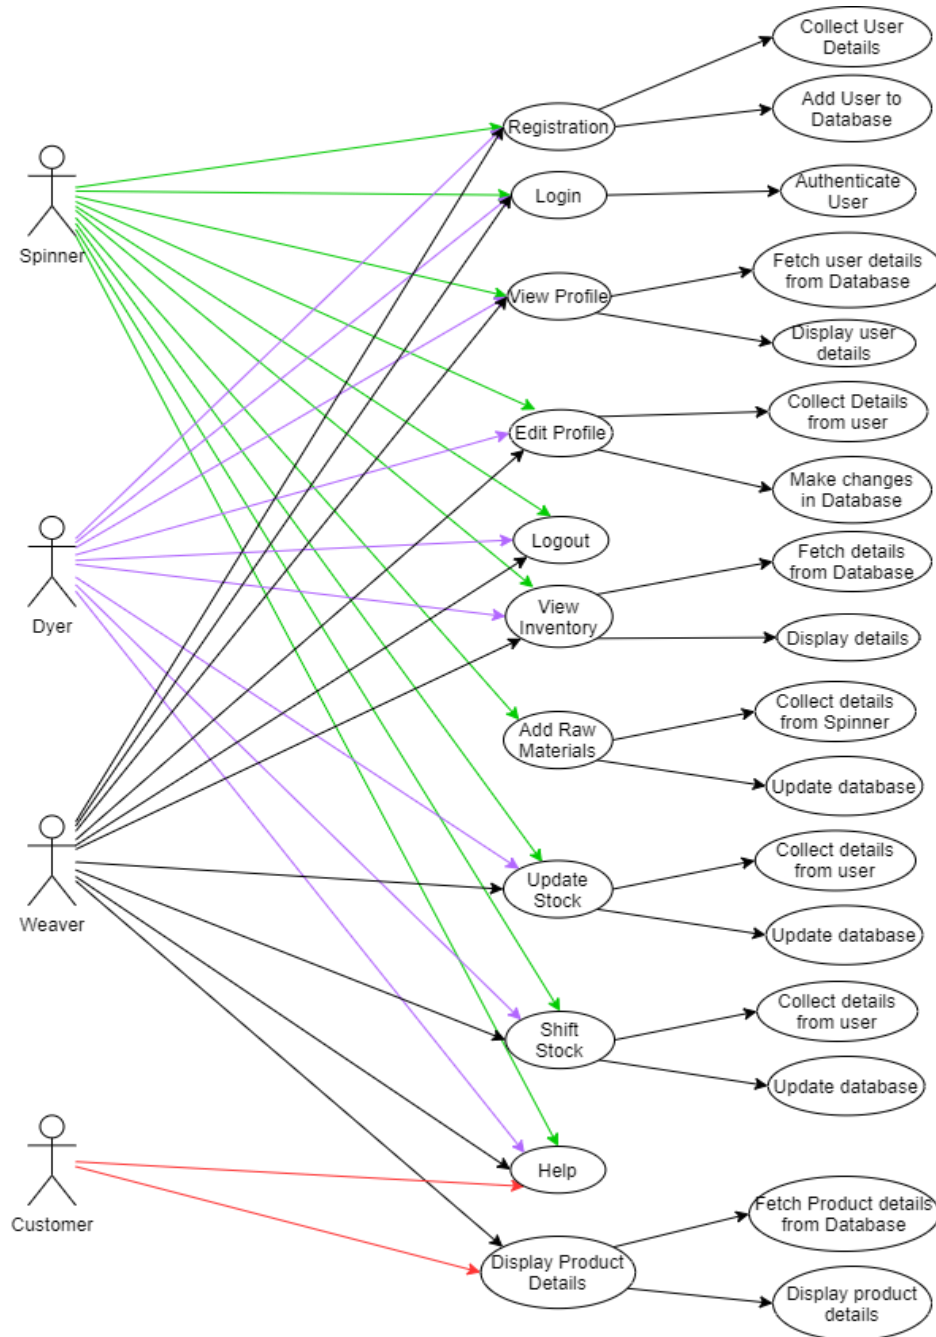 Collect User
Details
Add User to
Database
Registration
Authenticate
User
Login
Spinner
Fetch user details
from Database
View Profile
Display user
details
Collect Details
from user
Edit Profile
Make changes
in Database
Logout
Fetch details
from Database
View
Inventory
Display details
Dyer
Collect details
from Spinner
Add Raw
Materials
Update database
Collect details
from user
Update
Stock
Weaver
Update database
Collect details
from user
Shift
Stock
Update database
Help
Customer
Fetch Product details
from Database
Display Product
Details
Display product
details